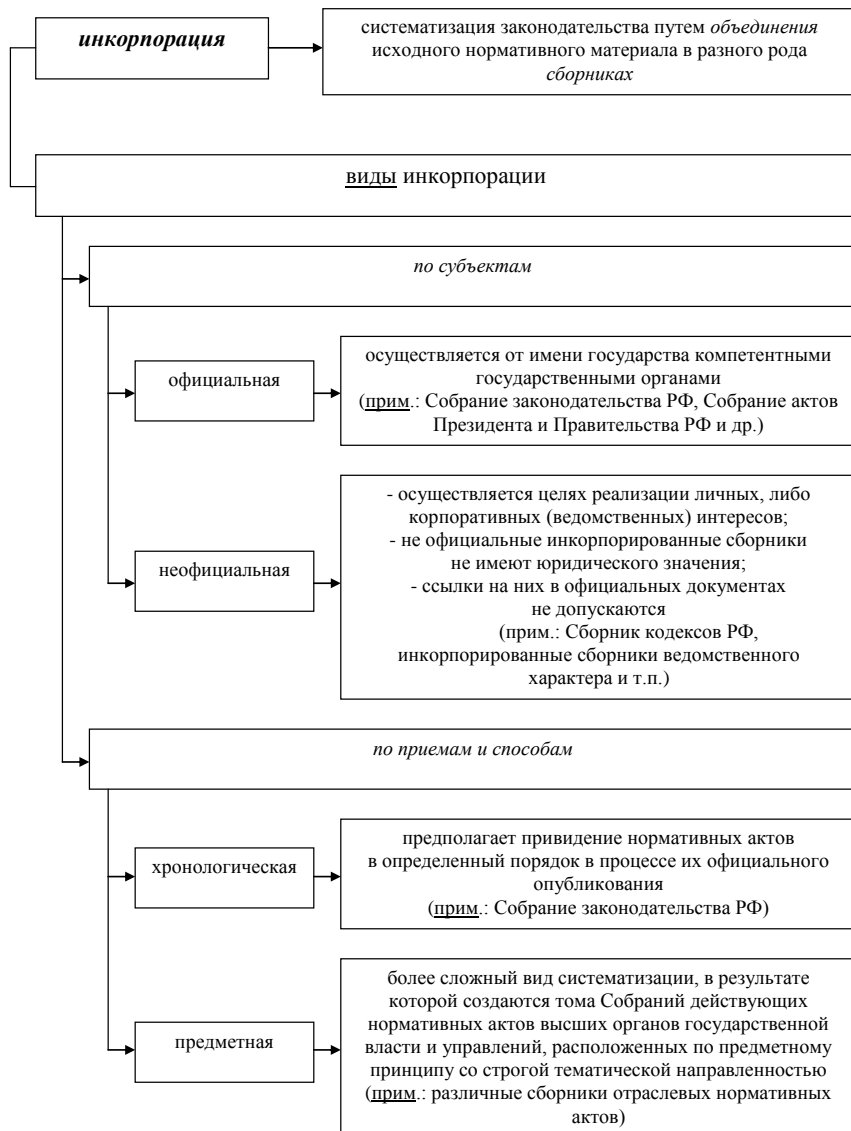 инкорпорация
систематизация законодательства путем объединения
исходного нормативного материала в разного рода
сборниках
виды инкорпорации
по субъектам
официальная
осуществляется от имени государства компетентными
государственными органами
(прим.: Собрание законодательства РФ, Собрание актов
Президента и Правительства РФ и др.)
неофициальная
- осуществляется целях реализации личных, либо
корпоративных (ведомственных) интересов;
- не официальные инкорпорированные сборники
не имеют юридического значения;
- ссылки на них в официальных документах
не допускаются
(прим.: Сборник кодексов РФ,
инкорпорированные сборники ведомственного
характера и т.п.)
по приемам и способам
хронологическая
предполагает привидение нормативных актов
в определенный порядок в процессе их официального
опубликования
(прим.: Собрание законодательства РФ)
предметная
более сложный вид систематизации, в результате
которой создаются тома Собраний действующих
нормативных актов высших органов государственной
власти и управлений, расположенных по предметному
принципу со строгой тематической направленностью
(прим.: различные сборники отраслевых нормативных
актов)